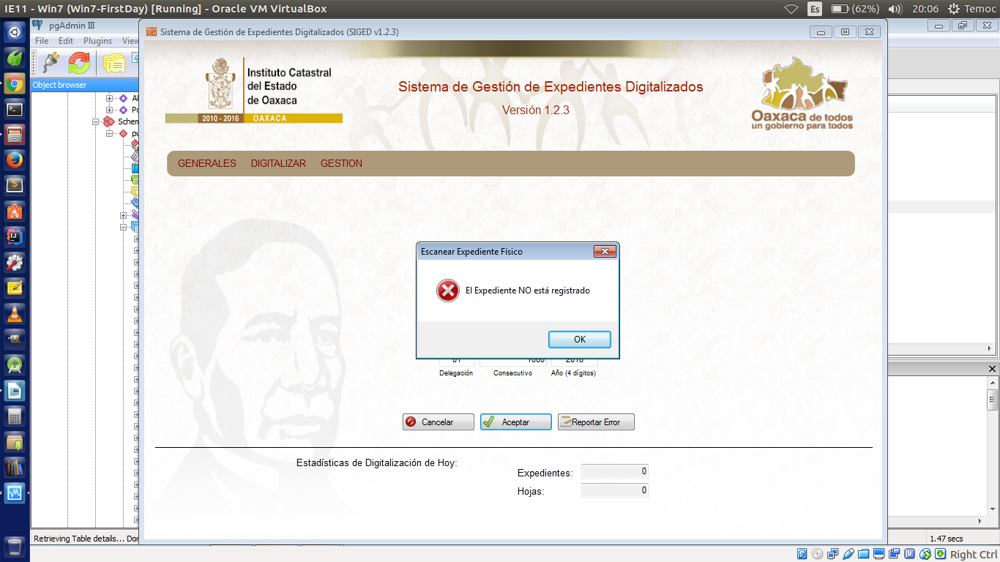 IE11 - Win7 (Win7-FirstDay) [Running] - Oracle VM VirtualBox
Es
(62%)
20:06
Temoc
pgAdmin III
File Edit Plugins View
Object browser
Schem
Sistema de Gestión de Expedientes Digitalizados (SIGED v1.2.3)
Instituto Catastral
del Estado
de Oaxaca
2010 - 2016 OAXACA
Sistema de Gestión de Expedientes Digitalizados
Versión 1.2.3
Oaxaca de todos
un gobierno para todos
GENERALES DIGITALIZAR GESTION
Escanear Expediente Físico
El Expediente NO está registrado
OK
01 1000 2016
Delegación Consecutivo Año (4 dígitos)
Cancelar Aceptar Reportar Error
Estadísticas de Digitalización de Hoy:
Expedientes: 0
Hojas: 0
Retrieving Table details... Don
1.47 secs
Right Ctrl